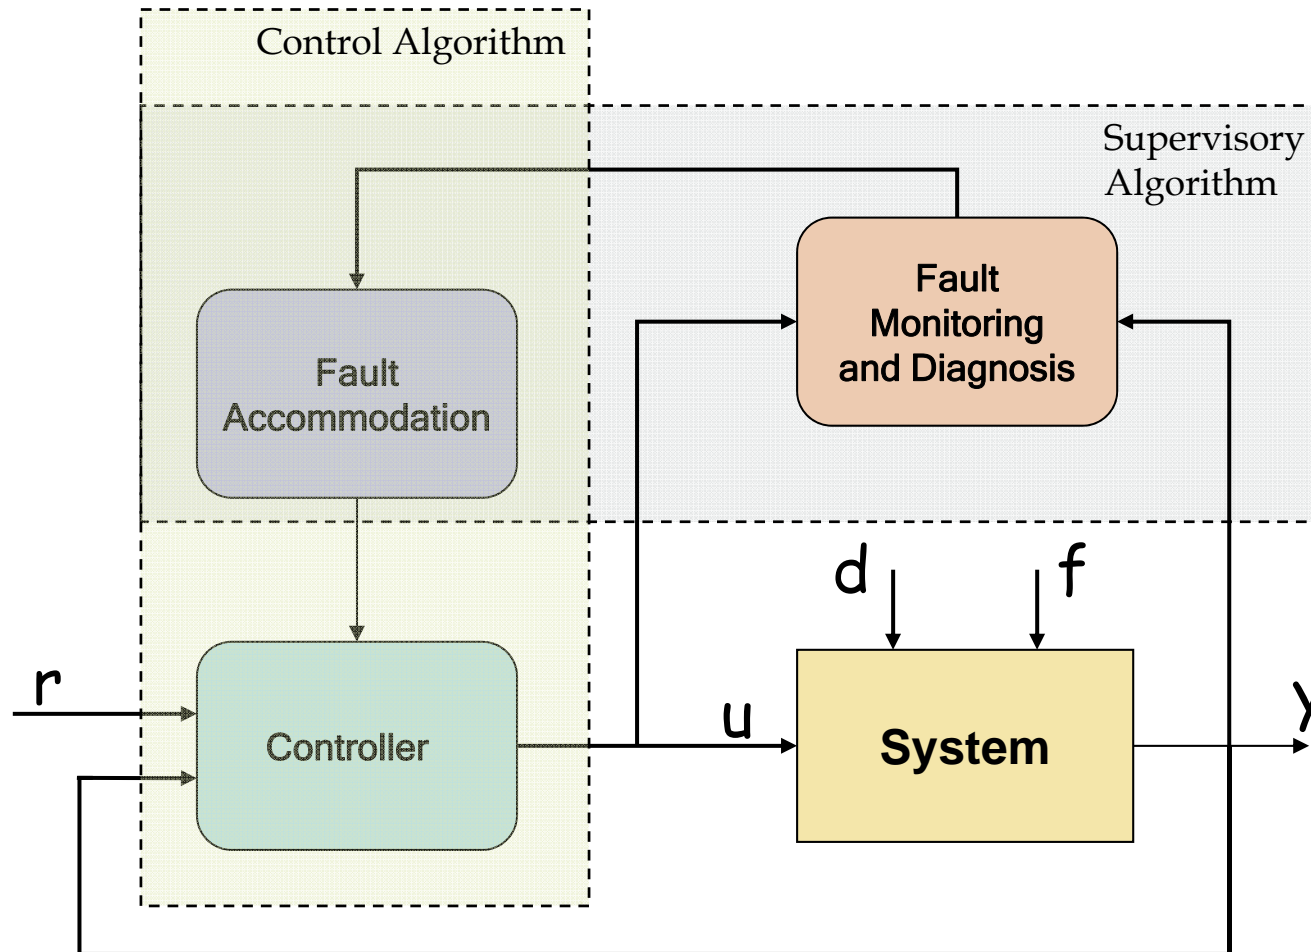 Control Algorithm
Supervisory
Algorithm
Fault
Monitoring
and Diagnosis
Fault
Accommodation
d
f
r
u
y
Controller
System